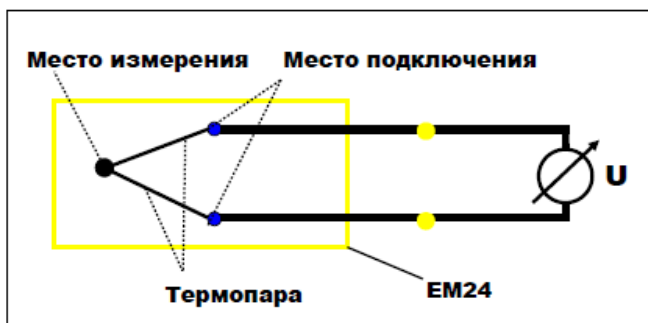 Место измерения
Место подключения
U
Термопара
EM24